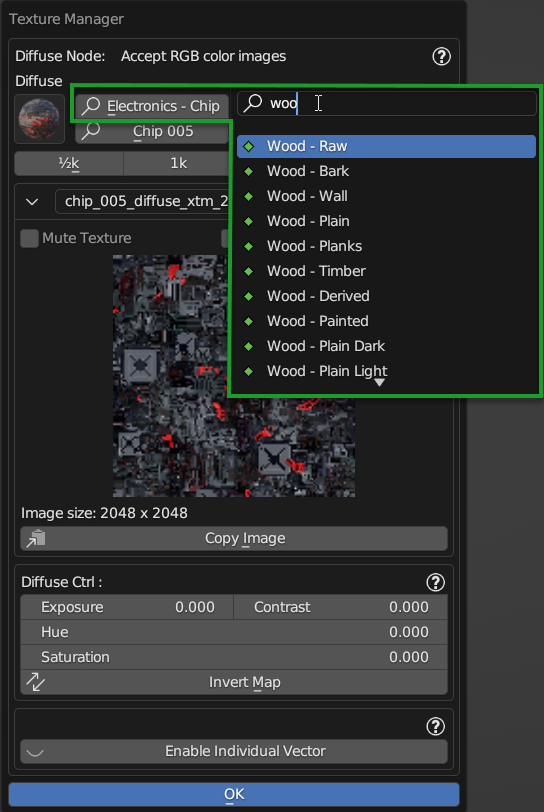 Texture Manager
Diffuse Node: Accept RGB color images ?
Diffuse
Electronics - Chip
woo
Chip 005
½k 1k
Wood - Raw
Wood - Bark
Wood - Wall
Wood - Plain
Wood - Planks
Wood - Timber
Wood - Derived
Wood - Painted
Wood - Plain Dark
Wood - Plain Light
chip_005_diffuse_xtm_2
Mute Texture
Image size: 2048 x 2048
Copy Image
Diffuse Ctrl : ?
Exposure 0.000 Contrast 0.000
Hue 0.000
Saturation 0.000
Invert Map
?
Enable Individual Vector
OK